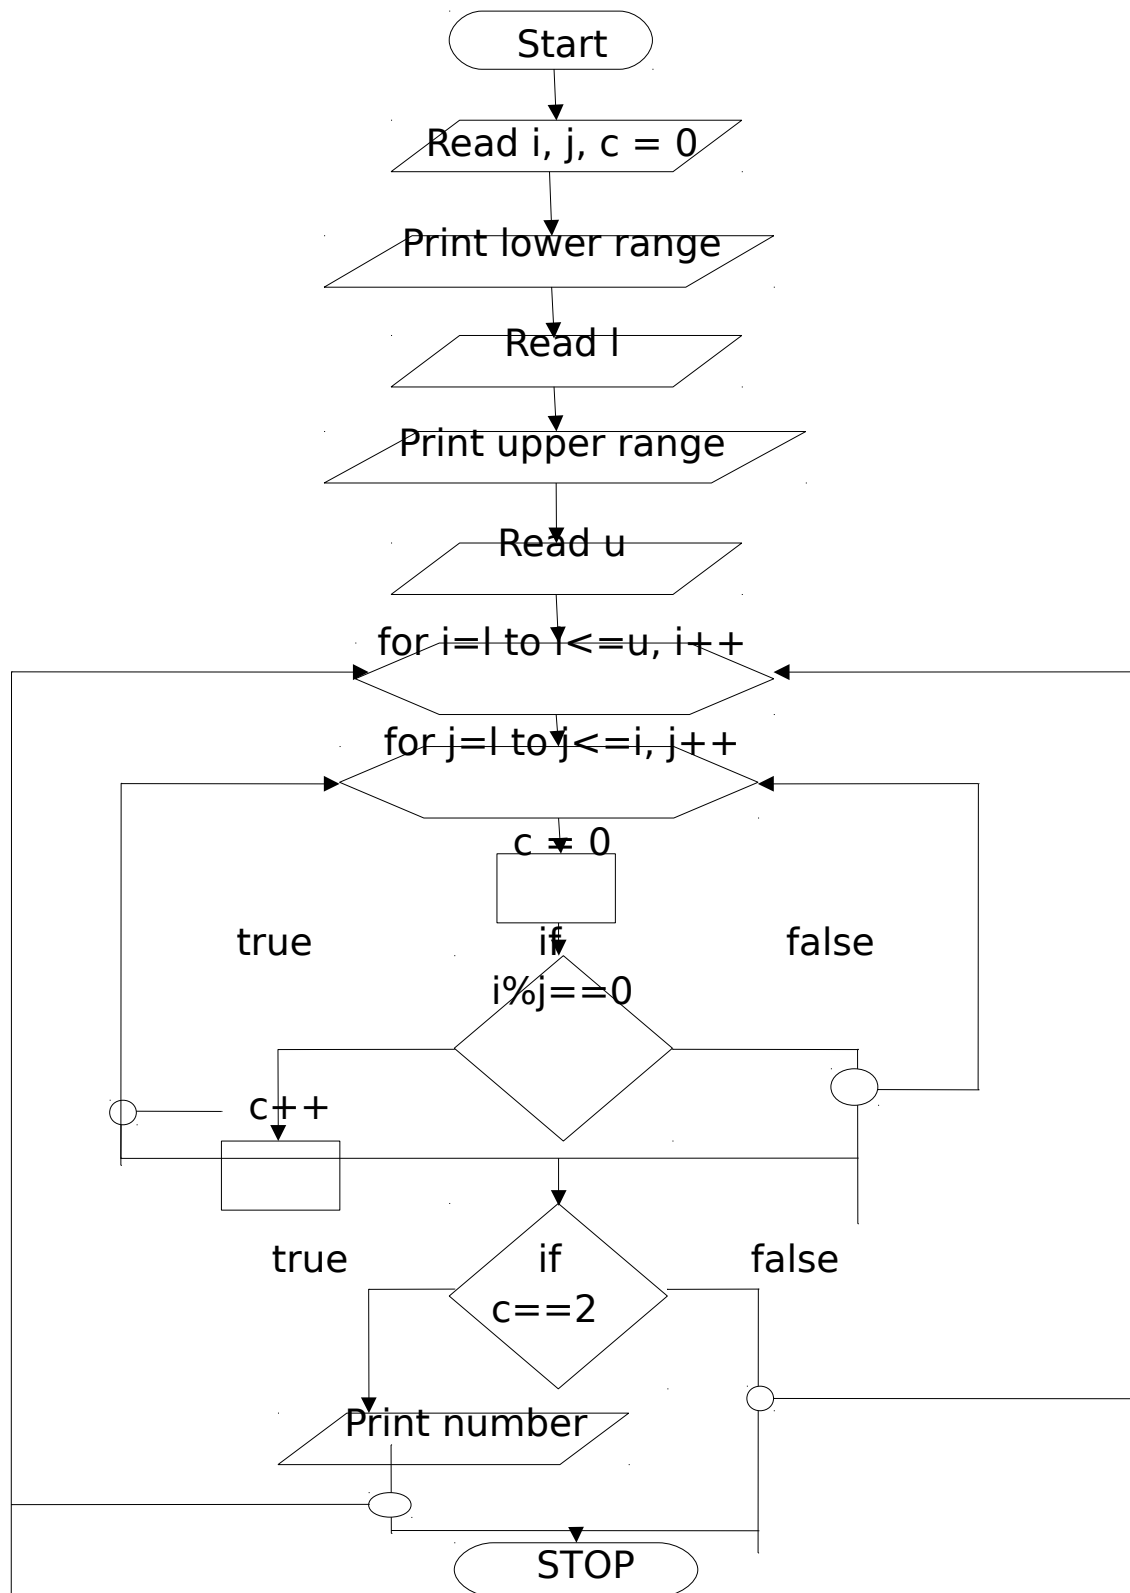 Start
Read i, j, c = 0
Print lower range
Read l
Print upper range
Read u
for i=l to i<=u, i++
for j=l to j<=i, j++
c = 0
true if false
i%j==0
c++
true if false
c==2
Print number
STOP